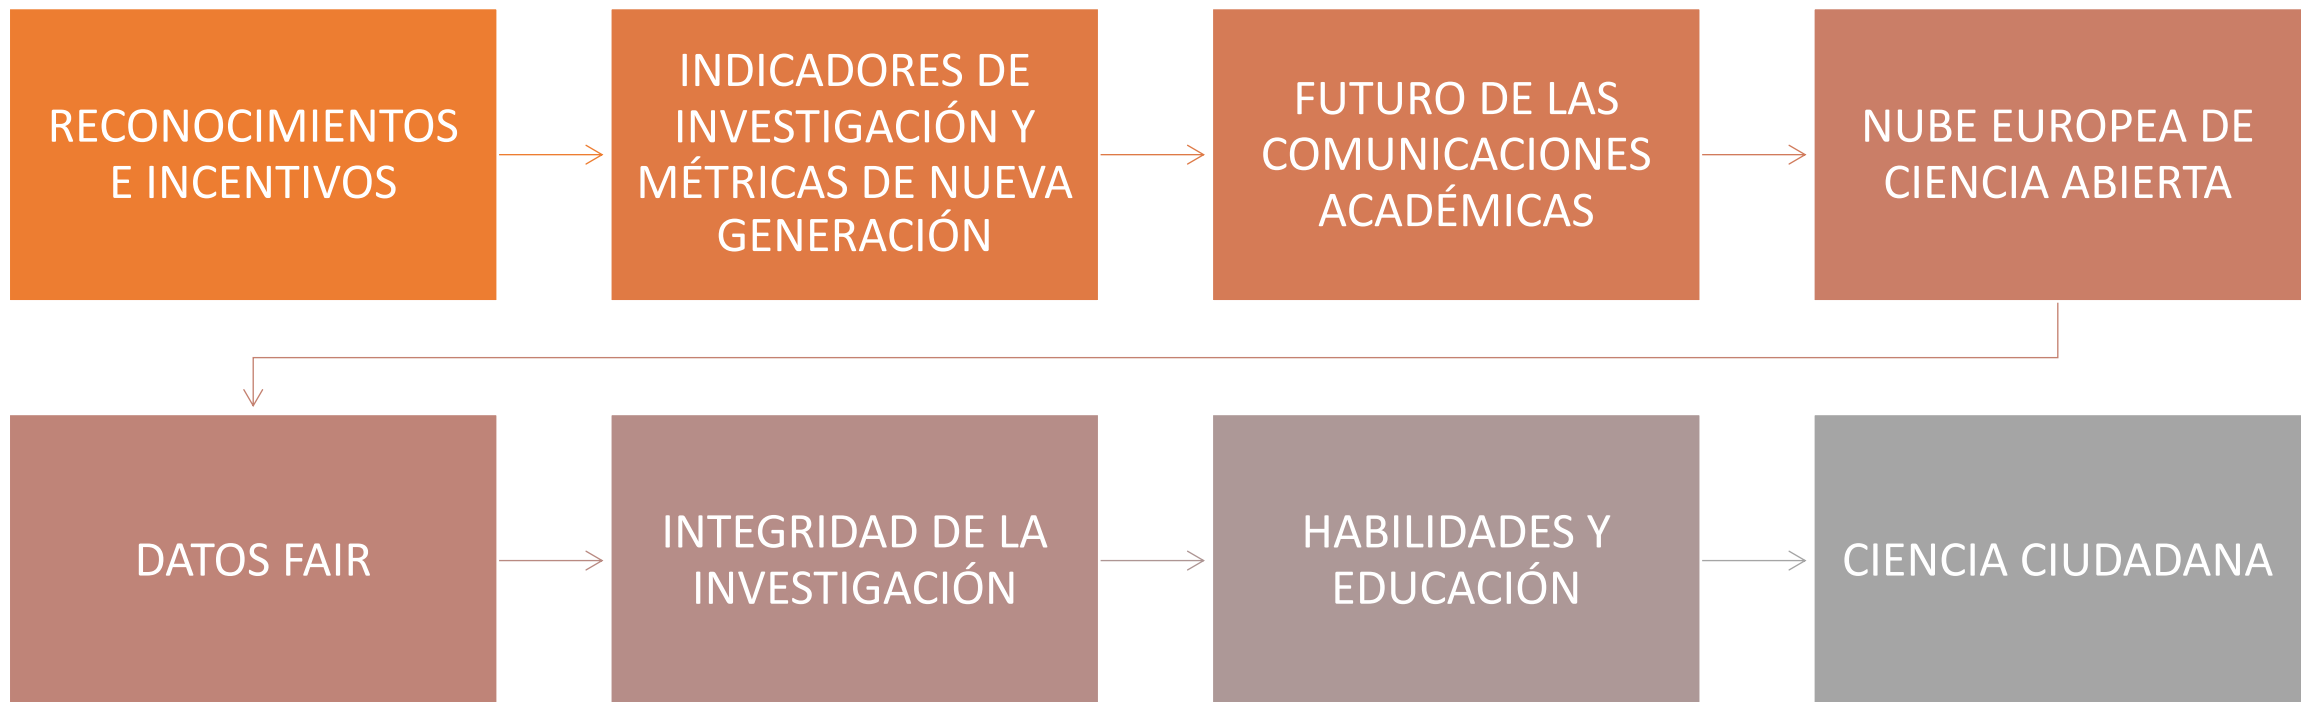 RECONOCIMIENTOS
E INCENTIVOS
INDICADORES DE
INVESTIGACIÓN Y
MÉTRICAS DE NUEVA
GENERACIÓN
FUTURO DE LAS
COMUNICACIONES
ACADÉMICAS
NUBE EUROPEA DE
CIENCIA ABIERTA
DATOS FAIR
INTEGRIDAD DE LA
INVESTIGACIÓN
HABILIDADES Y
EDUCACIÓN
CIENCIA CIUDADANA